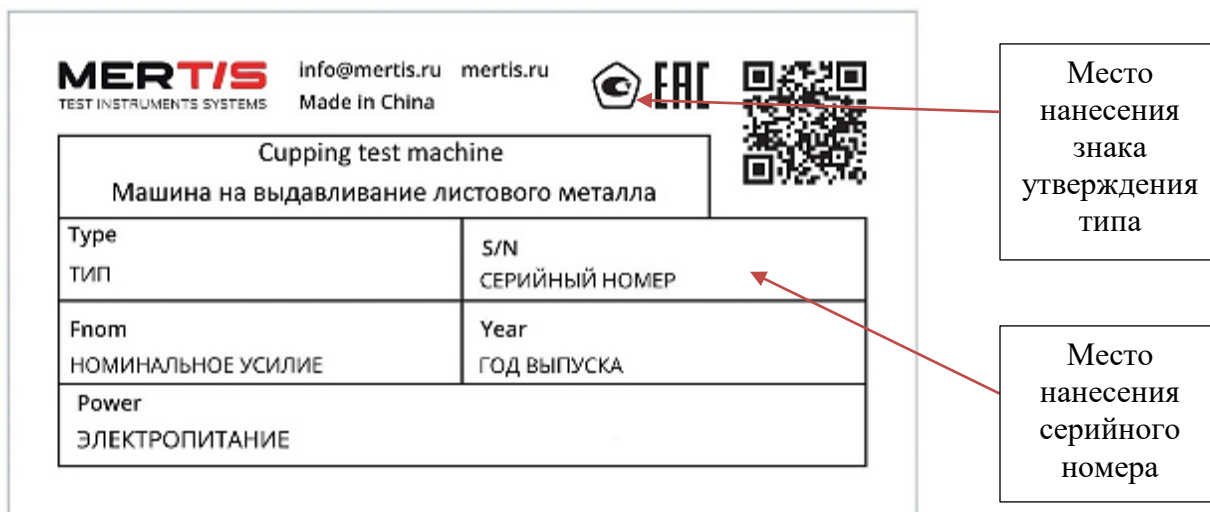 MERTIS
TEST INSTRUMENTS SYSTEMS
info@mertis.ru mertis.ru
Made in China
EAC
Cupping test machine
Машина на выдавливание листового металла
Type
ТИП
S/N
СЕРИЙНЫЙ НОМЕР
Fnom
НОМИНАЛЬНОЕ УСИЛИЕ
Year
ГОД ВЫПУСКА
Power
ЭЛЕКТРОПИТАНИЕ
Место
нанесения
знака
утверждения
типа
Место
нанесения
серийного
номера